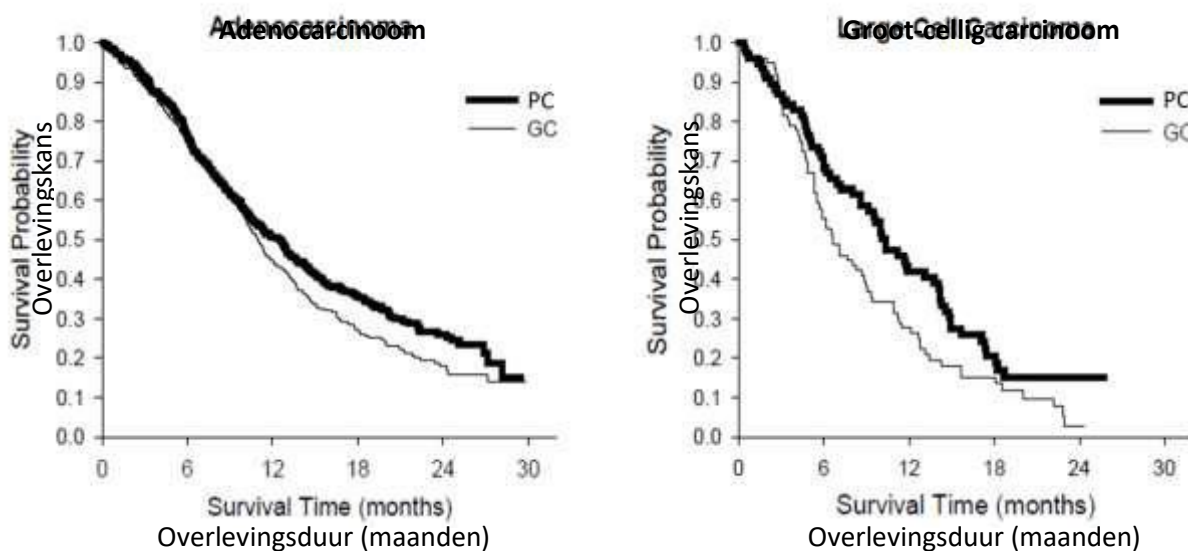 Adenocarcinoma
Adenocarcinoom
1.0
0.9
0.8
0.7
0.6
0.5
0.4
0.3
0.2
0.1
0.0
Survival Probability
Overlevingskans
PC
GC
0 6 12 18 24 30
Survival Time (months)
Overlevingsduur (maanden)
Large Cell Carcinoma
Groot-cellig carcinoom
1.0
0.9
0.8
0.7
0.6
0.5
0.4
0.3
0.2
0.1
0.0
Survival Probability
Overlevingskans
PC
GC
0 6 12 18 24 30
Survival Time (months)
Overlevingsduur (maanden)